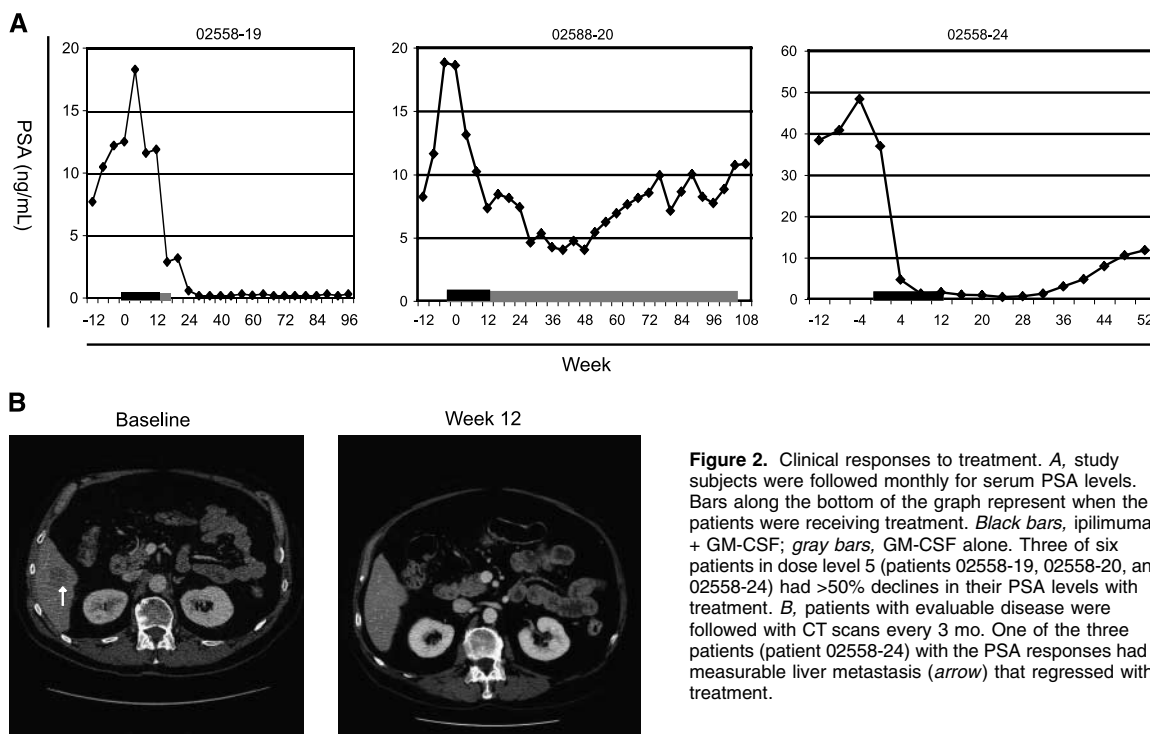 A
02558-19
02588-20
02558-24
PSA (ng/mL)
20
15
10
5
0
-12 0 12 24 36 48 60 72 84 96
20
15
10
5
0
-12 0 12 24 36 48 60 72 84 96 108
60
50
40
30
20
10
0
-12 -4 4 12 20 28 36 44 52
Week
B
Baseline
Week 12
Figure 2. Clinical responses to treatment. A, study
subjects were followed monthly for serum PSA levels.
Bars along the bottom of the graph represent when the
patients were receiving treatment. Black bars, ipilimuma
+ GM-CSF; gray bars, GM-CSF alone. Three of six
patients in dose level 5 (patients 02558-19, 02558-20, an
02558-24) had >50% declines in their PSA levels with
treatment. B, patients with evaluable disease were
followed with CT scans every 3 mo. One of the three
patients (patient 02558-24) with the PSA responses had
measurable liver metastasis (arrow) that regressed with
treatment.